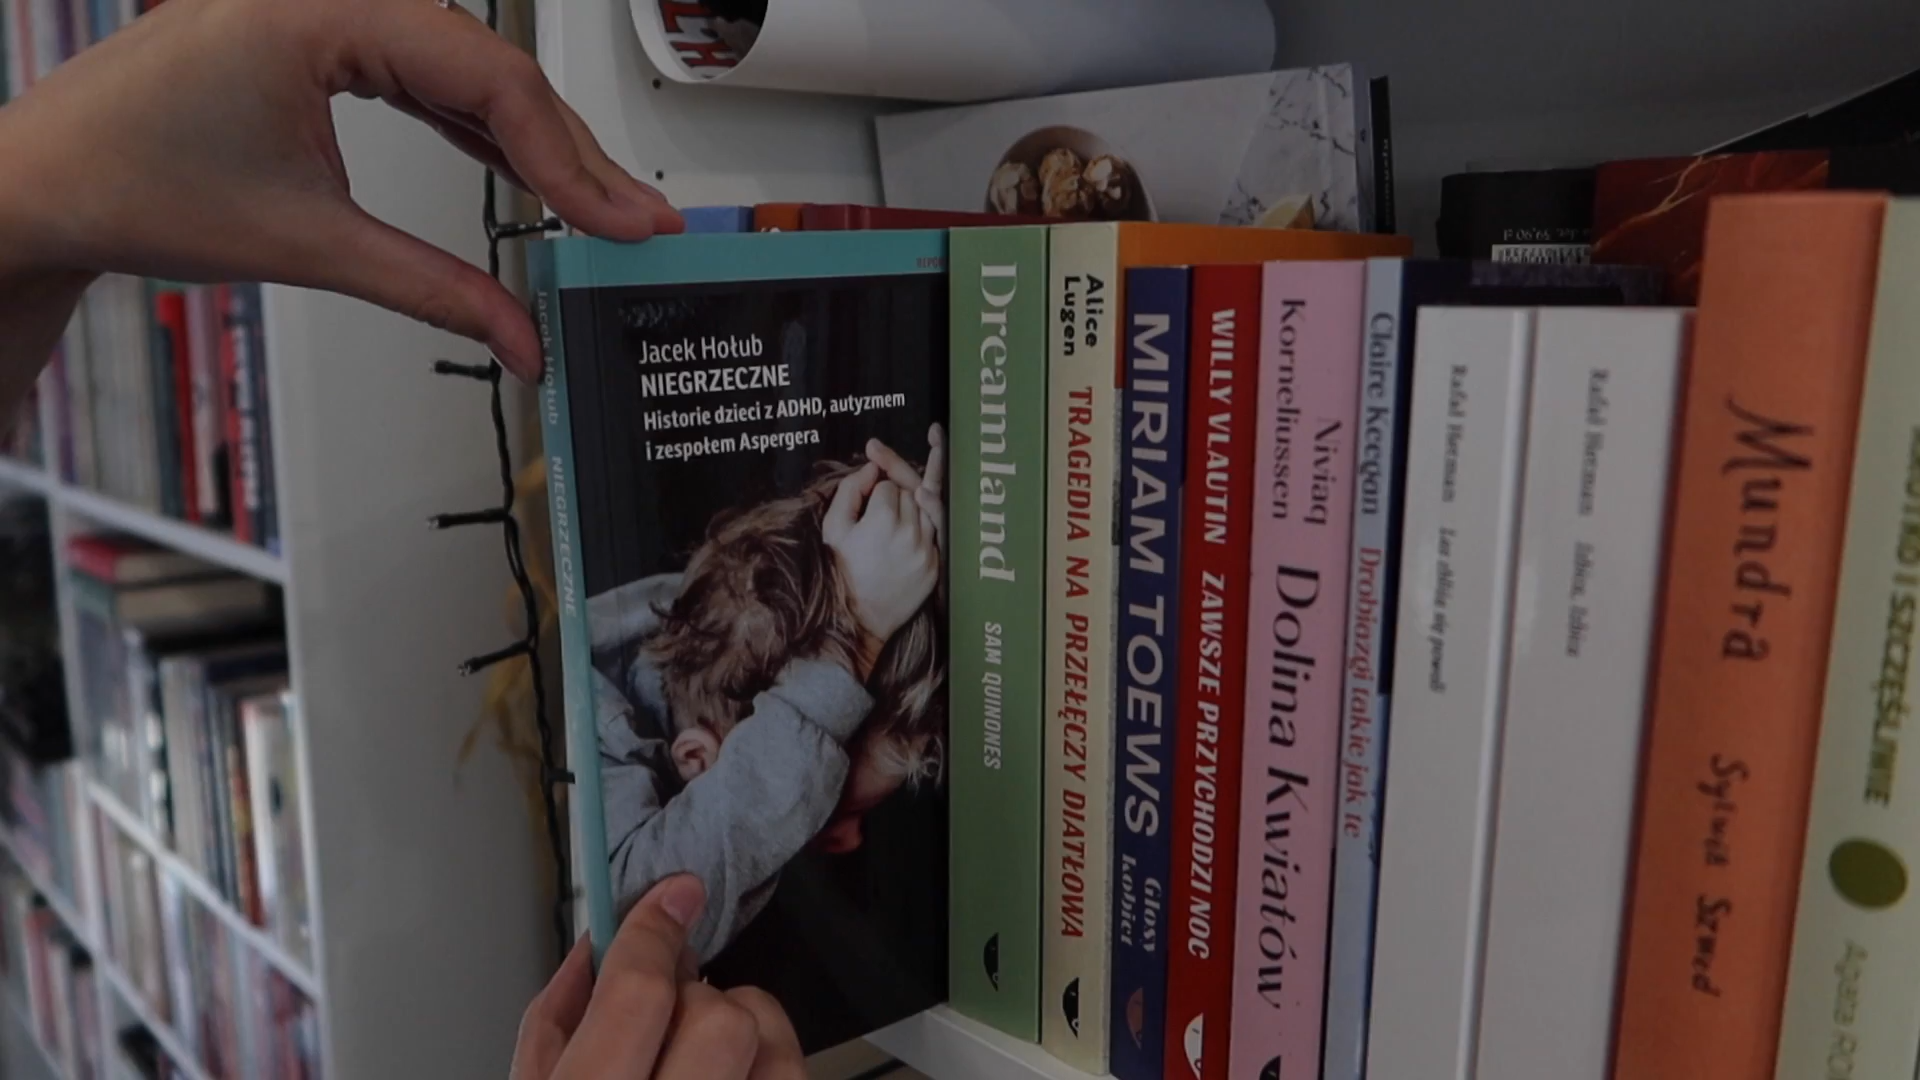 Jacek Hołub NIEGRZECZNE
Jacek Hołub
NIEGRZECZNE
Historie dzieci z ADHD, autyzmem
i zespołem Aspergera
Dreamland SAM QUINONES
Alice
Lugen
TRAGEDIA NA PRZEŁĘCZY DIATŁOWA
MIRIAM TOEWS
Głosy
kobiet
WILLY VLAUTIN ZAWSZE PRZYCHODZI NOC
Niviaq
Korneliussen
Dolina Kwiatów
Claire Keegan Drobiazgi takie jak te
Mundra Sylwia Szwed
I SZCZĘŚLIWIE
Agata